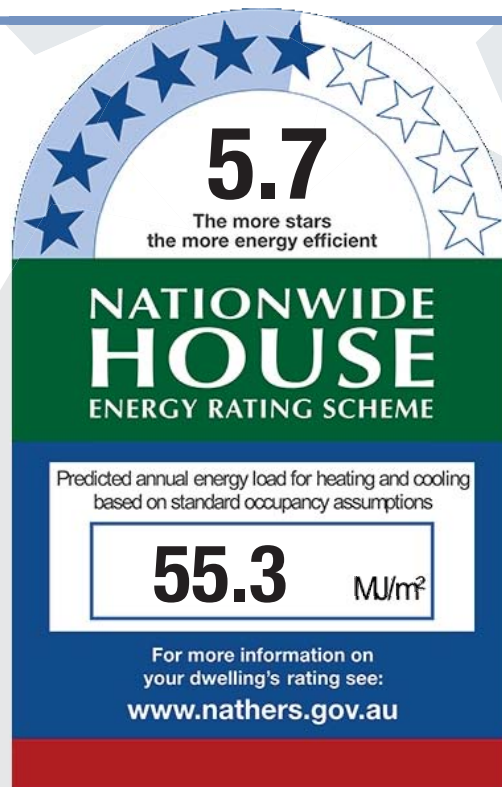 5.7
The more stars
the more energy efficient
NATIONWIDE
HOUSE
ENERGY RATING SCHEME
Predicted annual energy load for heating and cooling
based on standard occupancy assumptions
55.3 MJ/m²
For more information on
your dwelling's rating see:
www.nathers.gov.au